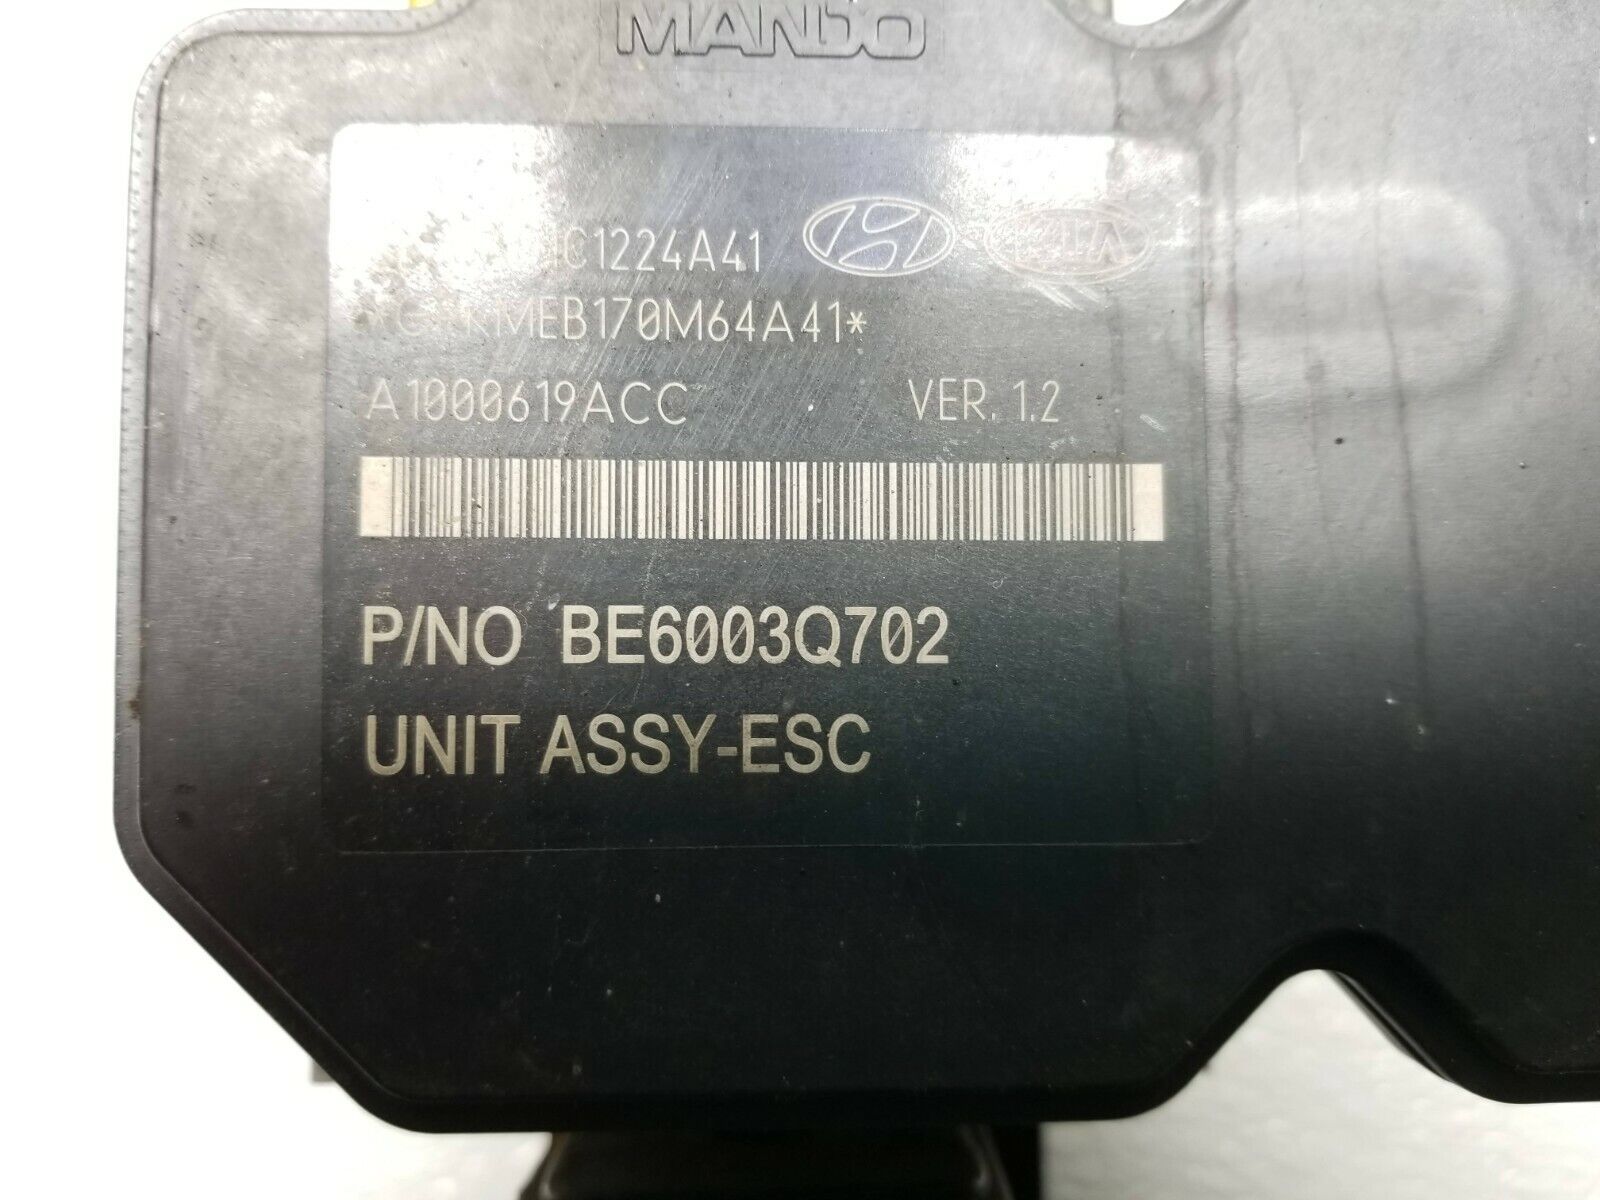 MANDO
C1224A41
MEB170M64A41*
A1000619ACC VER. 1.2
P/NO BE6003Q702
UNIT ASSY-ESC